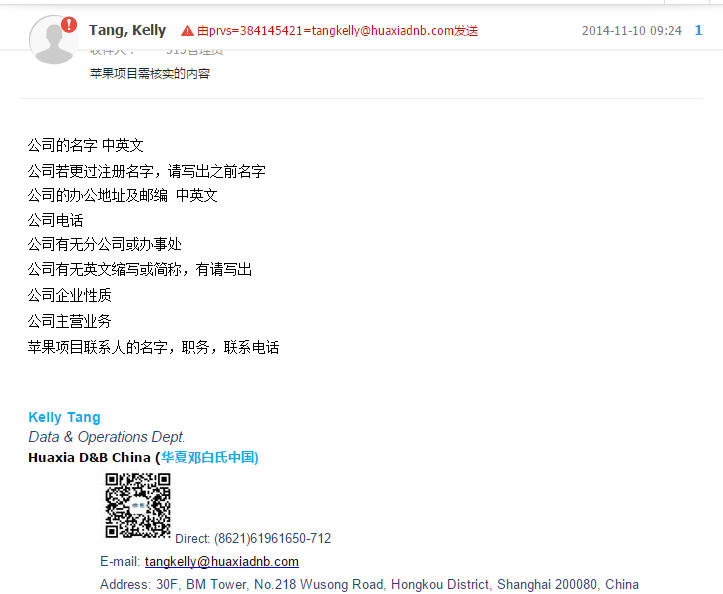 Tang, Kelly 由prvs=384145421=tangkelly@huaxiadnb.com发送 2014-11-10 09:24 1
苹果项目需核实的内容
公司的名字 中英文
公司若更过注册名字，请写出之前名字
公司的办公地址及邮编 中英文
公司电话
公司有无分公司或办事处
公司有无英文缩写或简称，有请写出
公司企业性质
公司主营业务
苹果项目联系人的名字，职务，联系电话
Kelly Tang
Data & Operations Dept.
Huaxia D&B China (华夏邓白氏中国)
Direct: (8621)61961650-712
E-mail: tangkelly@huaxiadnb.com
Address: 30F, BM Tower, No.218 Wusong Road, Hongkou District, Shanghai 200080, China